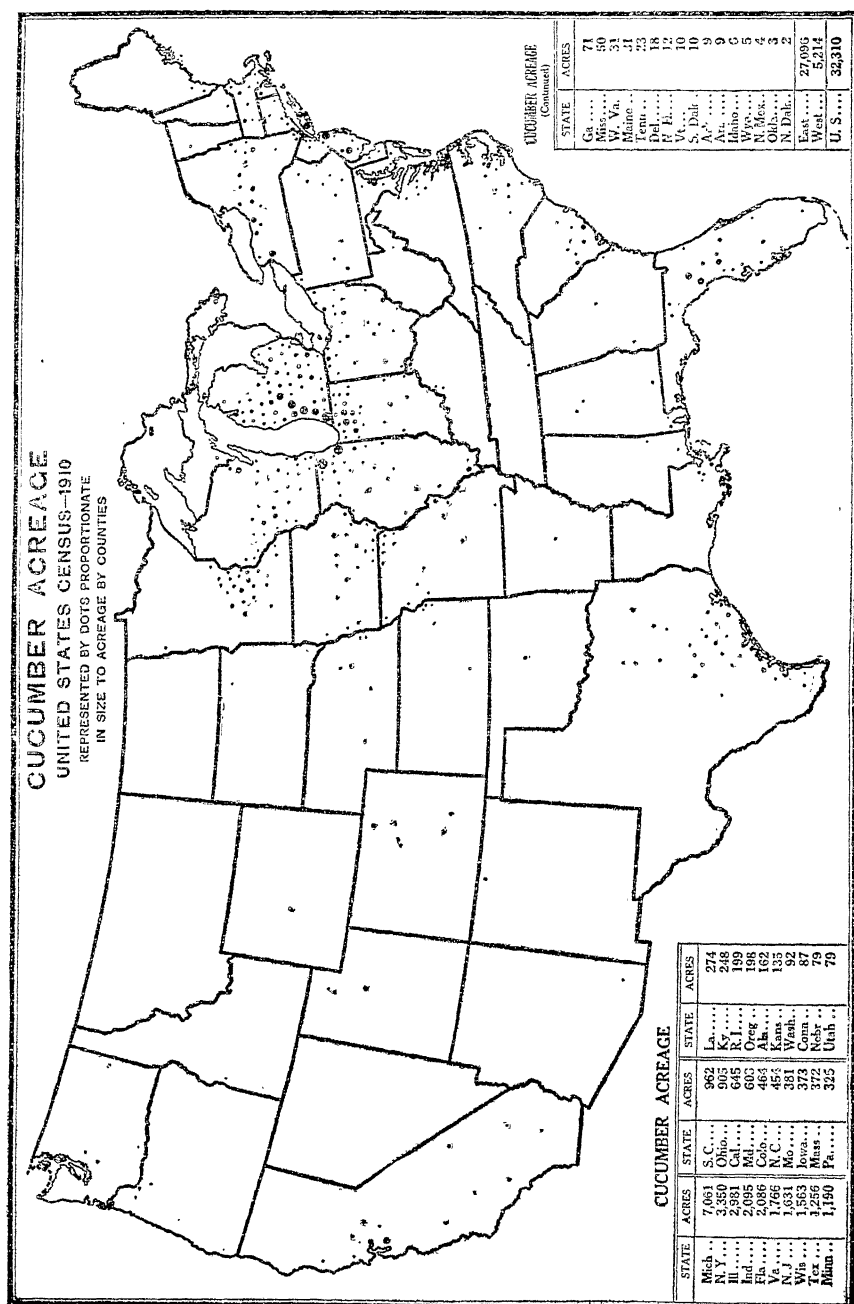 CUCUMBER ACREAGE
UNITED STATES CENSUS—1910
REPRESENTED BY DOTS PROPORTIONATE
IN SIZE TO ACREAGE BY COUNTIES
CUCUMBER ACREAGE
STATE ACRES STATE ACRES STATE ACRES
Mich.. 7,061 S. C.... 962 La..... 274
N. Y... 3,350 Ohio... 905 Ky..... 248
Ill..... 2,981 Cal.... 645 R. I.... 199
Ind.... 2,095 Md.... 603 Oreg .. 198
Fla.... 2,086 Colo... 464 Ala.... 162
Va.... 1,766 N. C... 454 Kans.. 135
N. J... 1,631 Mo.... 381 Wash.. 92
Wis ... 1,563 Iowa... 373 Conn .. 87
Tex ... 1,256 Mass .. 372 Nebr .. 79
Minn .. 1,190 Pa..... 325 Utah .. 79
CUCUMBER ACREAGE
(Continued)
STATE ACRES
Ga .... 71
Miss... 50
W. Va. 31
Maine.. 31
Tenn .. 23
Del.... 18
N H... 12
Vt..... 10
S. Dak. 10
9
9
Idaho .. 6
Wyo... 5
N. Mex. 4
Okla... 3
N. Dak. 2
East... 27,096
West... 5,214
U. S.... 32,310